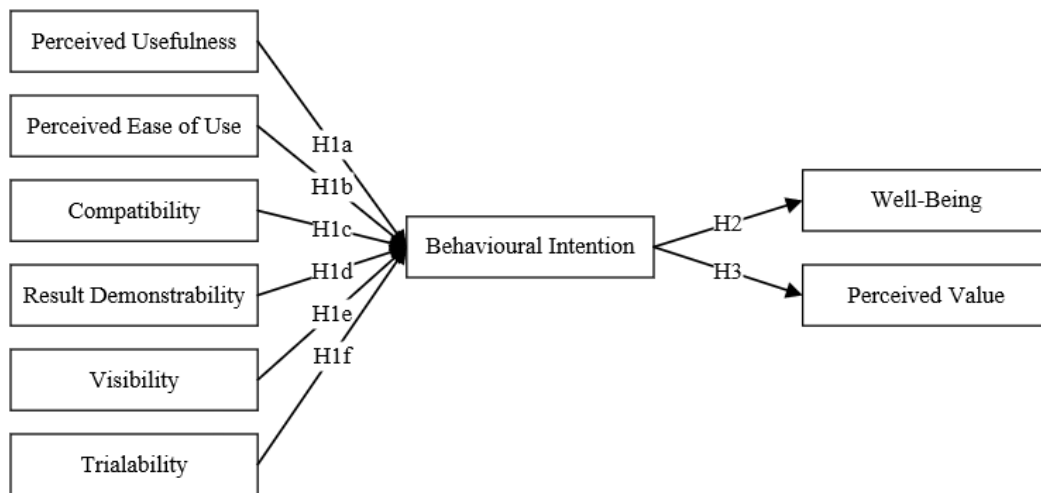 Perceived Usefulness
Perceived Ease of Use
Compatibility
Result Demonstrability
Visibility
Trialability
H1a
H1b
H1c
H1d
H1e
H1f
Behavioural Intention
H2
H3
Well-Being
Perceived Value